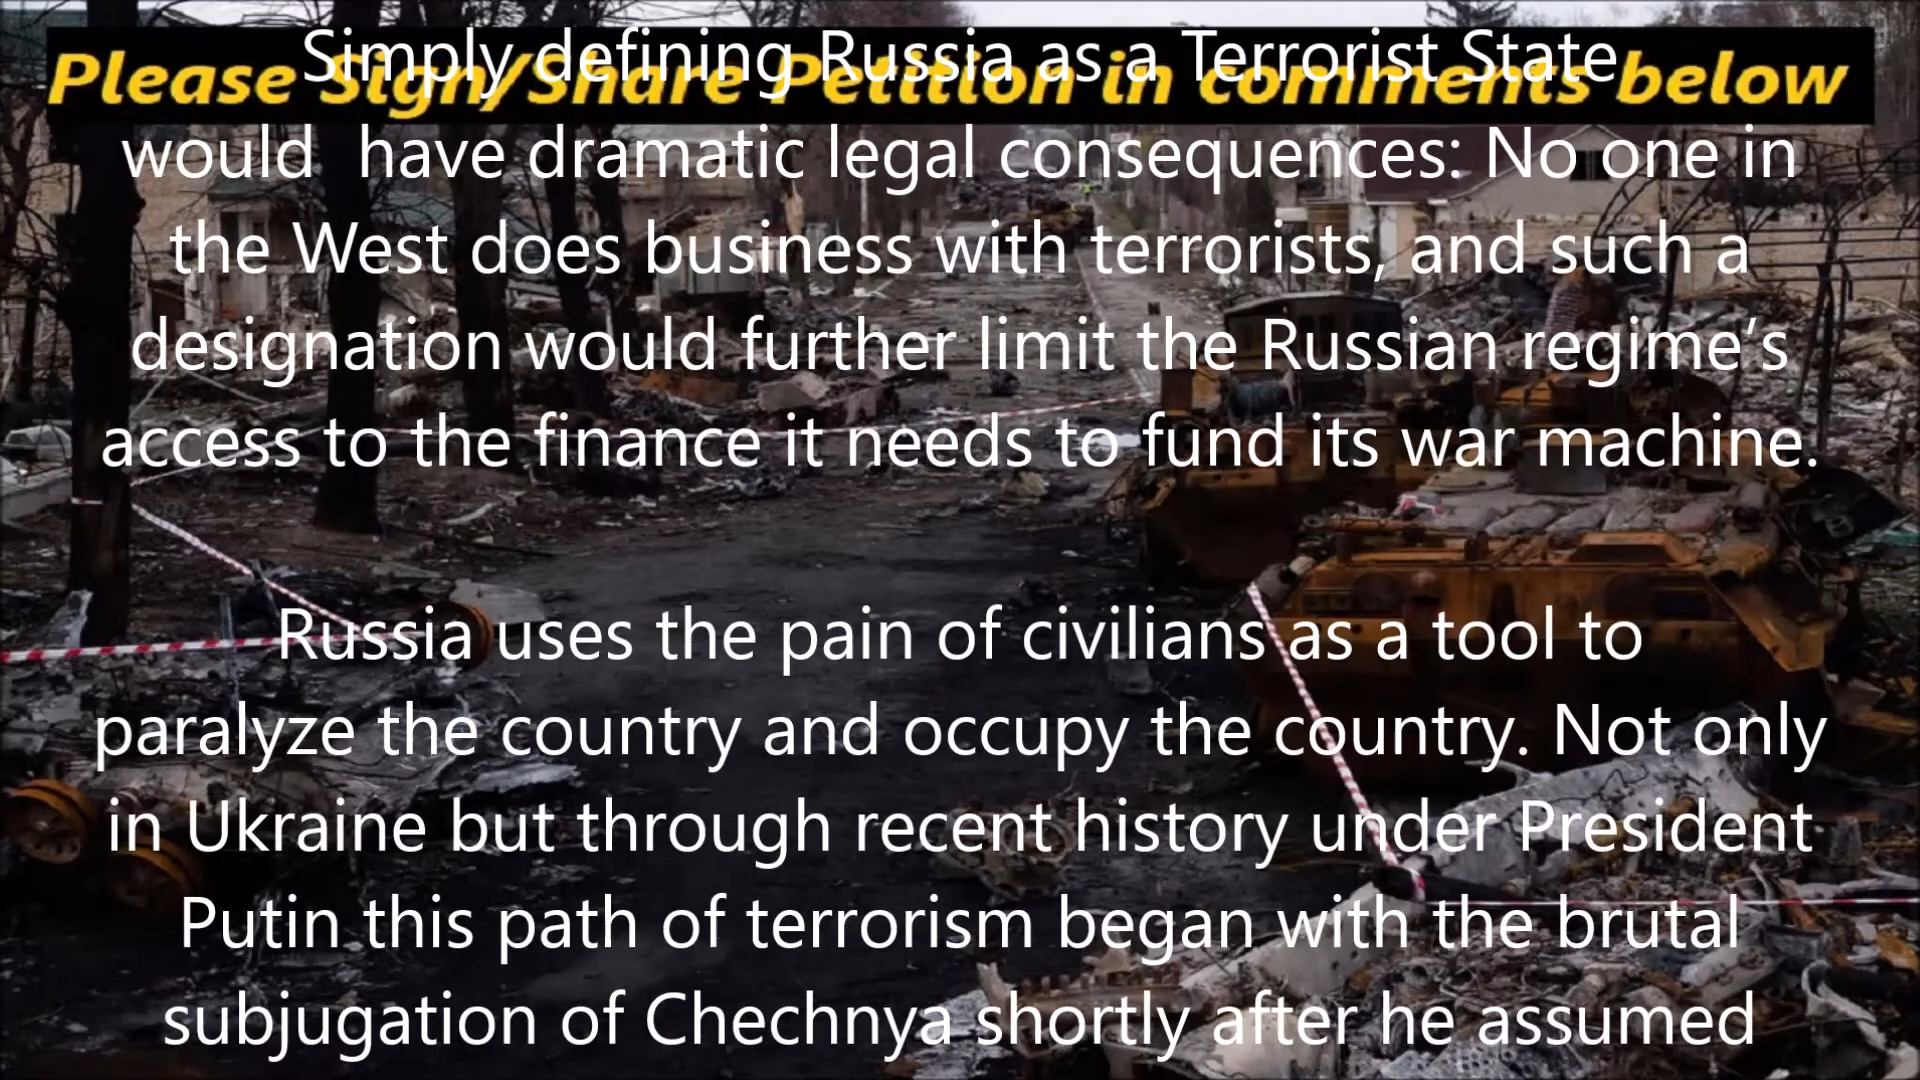 Please Sign/Share Petition in comments below
Simply defining Russia as a Terrorist State
would have dramatic legal consequences: No one in
the West does business with terrorists, and such a
designation would further limit the Russian regime’s
access to the finance it needs to fund its war machine.
Russia uses the pain of civilians as a tool to
paralyze the country and occupy the country. Not only
in Ukraine but through recent history under President
Putin this path of terrorism began with the brutal
subjugation of Chechnya shortly after he assumed